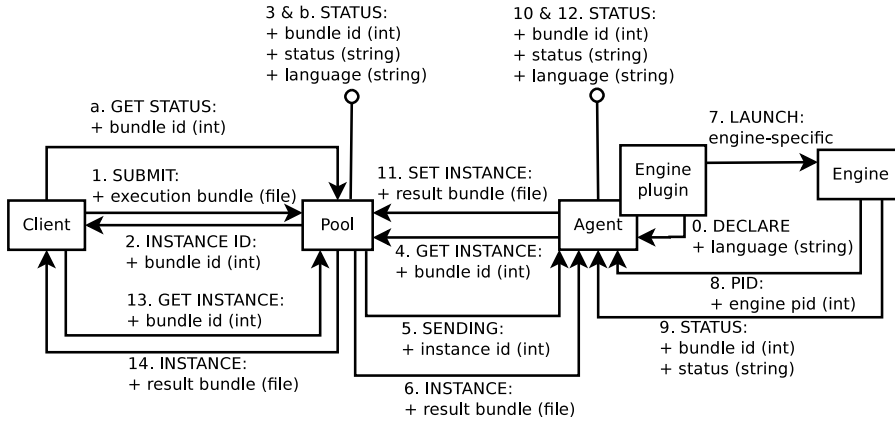 3 & b. STATUS:
+ bundle id (int)
+ status (string)
+ language (string)
10 & 12. STATUS:
+ bundle id (int)
+ status (string)
+ language (string)
a. GET STATUS:
+ bundle id (int)
7. LAUNCH:
engine-specific
1. SUBMIT:
+ execution bundle (file)
11. SET INSTANCE:
+ result bundle (file)
Engine
plugin
Engine
Client
Pool
Agent
2. INSTANCE ID:
+ bundle id (int)
4. GET INSTANCE:
+ bundle id (int)
0. DECLARE
+ language (string)
13. GET INSTANCE:
+ bundle id (int)
8. PID:
+ engine pid (int)
5. SENDING:
+ instance id (int)
9. STATUS:
+ bundle id (int)
+ status (string)
14. INSTANCE:
+ result bundle (file)
6. INSTANCE:
+ result bundle (file)